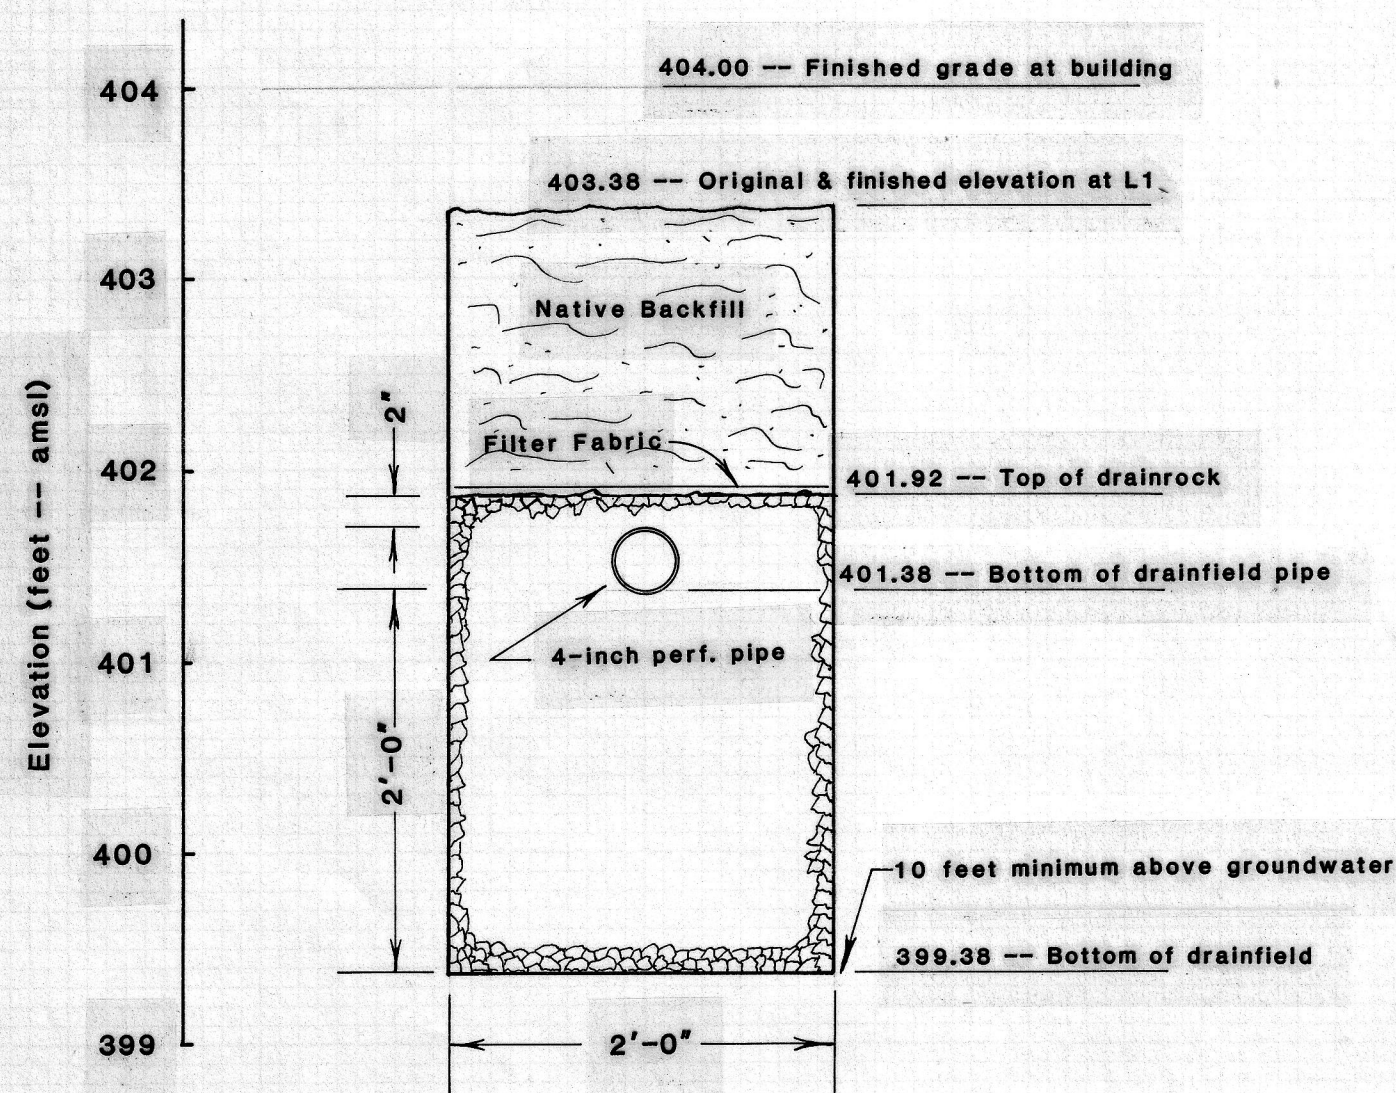 404.00 -- Finished grade at building
404
403.38 -- Original & finished elevation at L1
403
Native Backfill
2"
Filter Fabric
402
401.92 -- Top of drainrock
401.38 -- Bottom of drainfield pipe
Elevation (feet -- amsl)
4-inch perf. pipe
401
2'-0"
400
10 feet minimum above groundwater
399.38 -- Bottom of drainfield
399
2'-0"